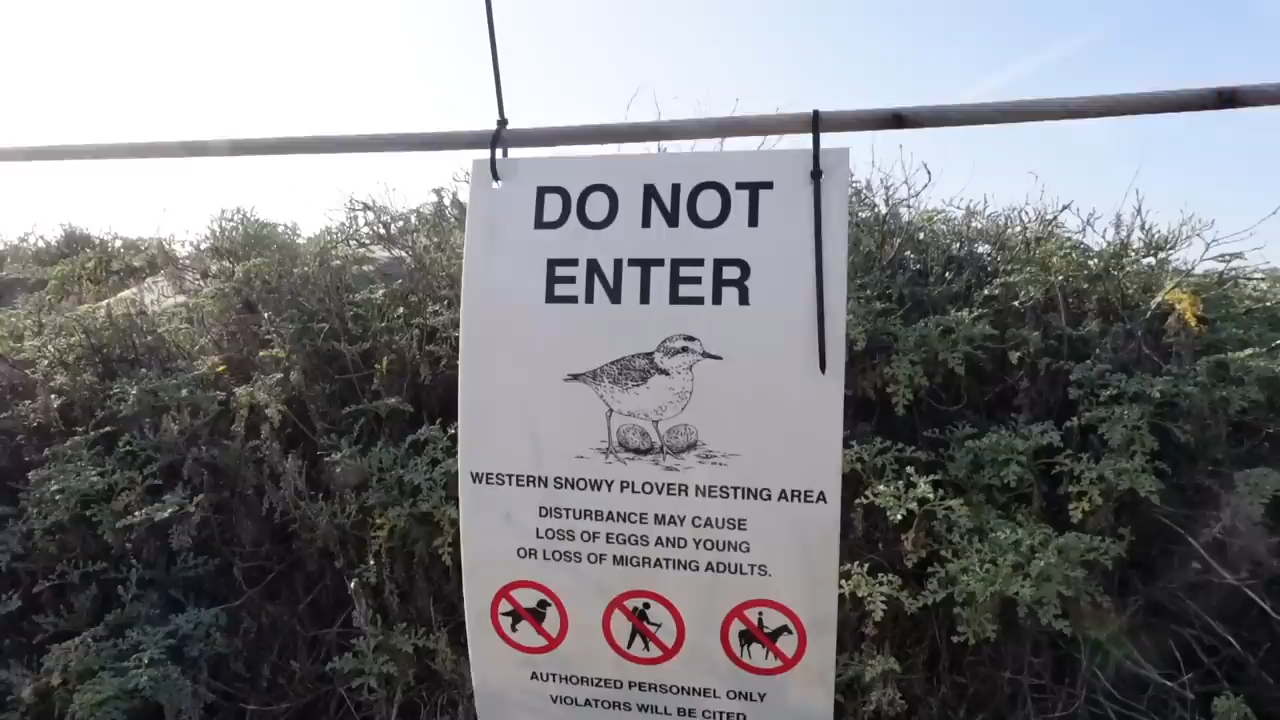 DO NOT
ENTER
WESTERN SNOWY PLOVER NESTING AREA
DISTURBANCE MAY CAUSE
LOSS OF EGGS AND YOUNG
OR LOSS OF MIGRATING ADULTS.
AUTHORIZED PERSONNEL ONLY
VIOLATORS WILL BE CITED